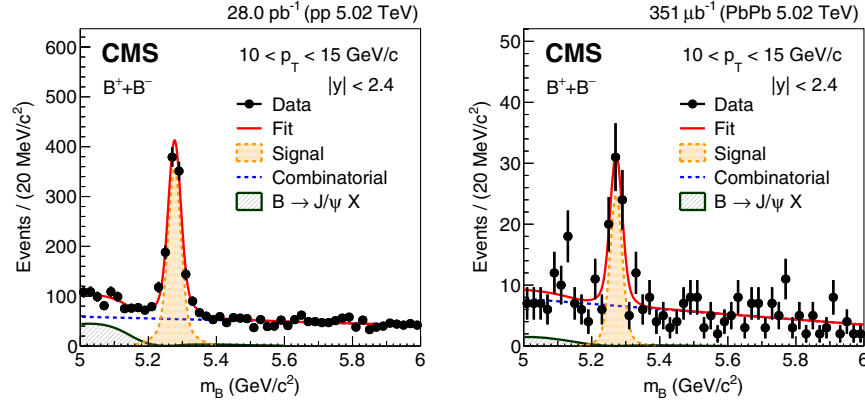 28.0 pb⁻¹ (pp 5.02 TeV)
CMS
10 < p_T < 15 GeV/c
B⁺+B⁻
|y| < 2.4
Data
Fit
Signal
Combinatorial
B → J/ψ X
Events / (20 MeV/c²)
600
500
400
300
200
100
0
5
5.2
5.4
5.6
5.8
6
m_B (GeV/c²)
351 μb⁻¹ (PbPb 5.02 TeV)
CMS
10 < p_T < 15 GeV/c
B⁺+B⁻
|y| < 2.4
Data
Fit
Signal
Combinatorial
B → J/ψ X
Events / (20 MeV/c²)
50
40
30
20
10
0
5
5.2
5.4
5.6
5.8
6
m_B (GeV/c²)